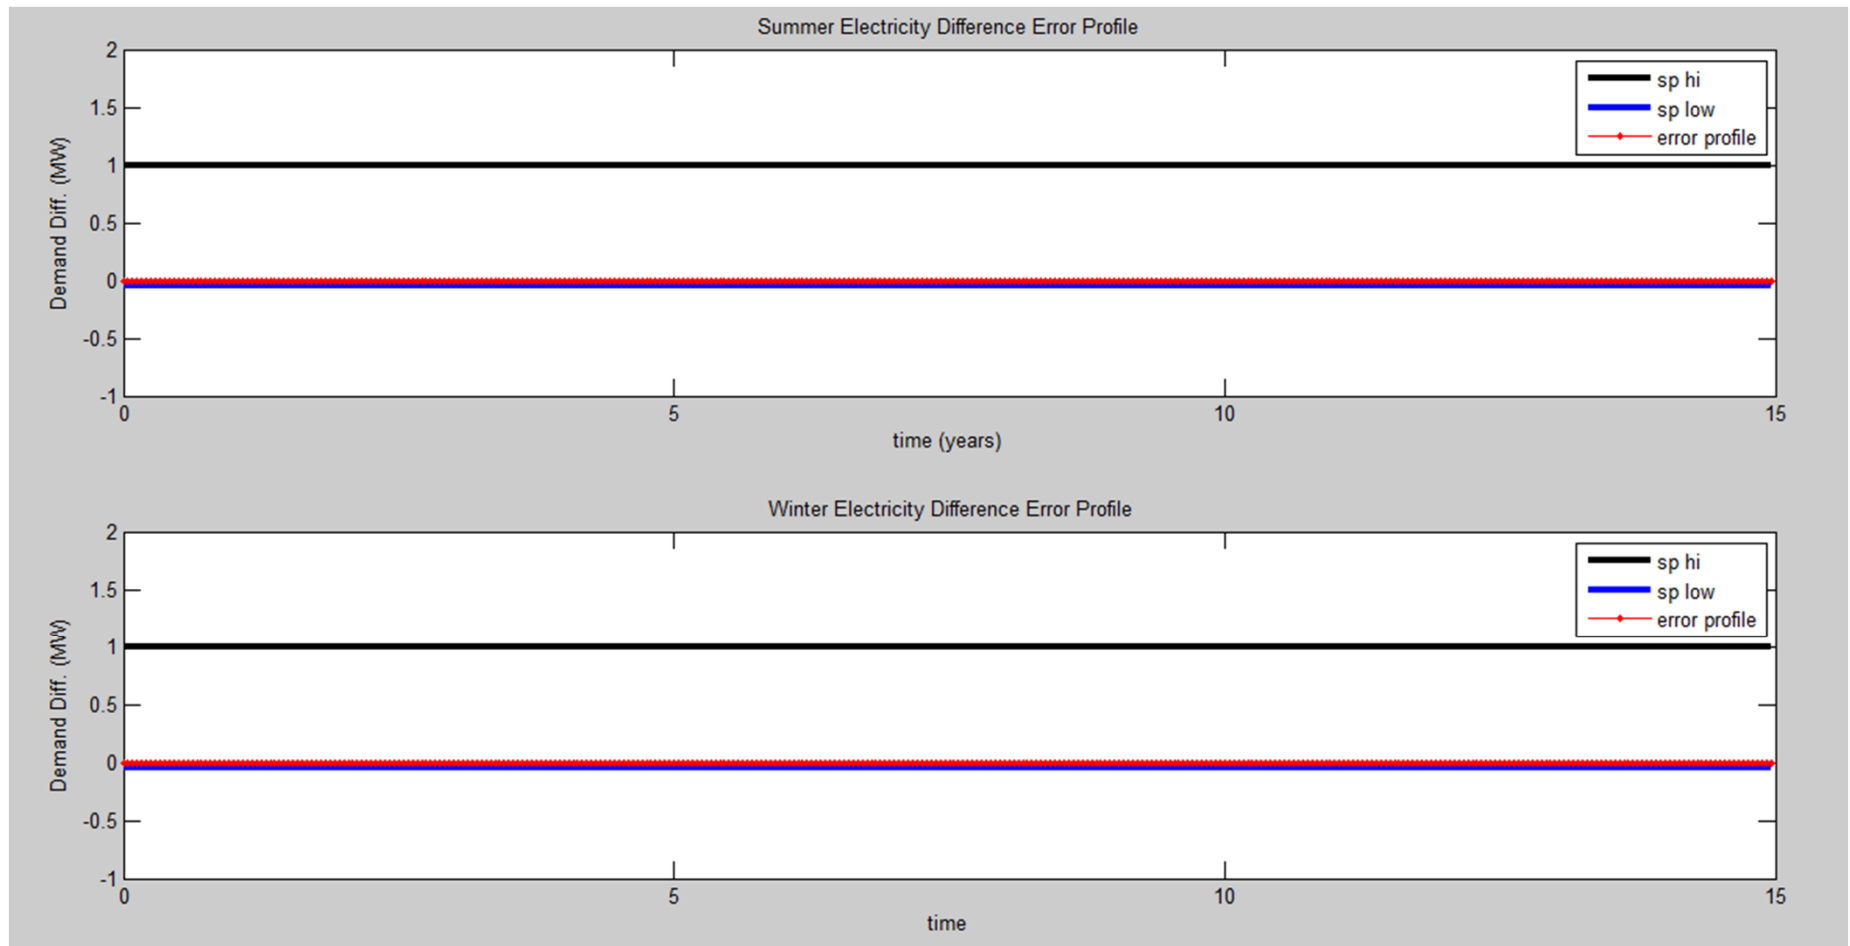 Summer Electricity Difference Error Profile
2
1.5
1
0.5
0
-0.5
-1
Demand Diff. (MW)
sp hi
sp low
error profile
0 5 10 15
time (years)
Winter Electricity Difference Error Profile
2
1.5
1
0.5
0
-0.5
-1
Demand Diff. (MW)
sp hi
sp low
error profile
0 5 10 15
time